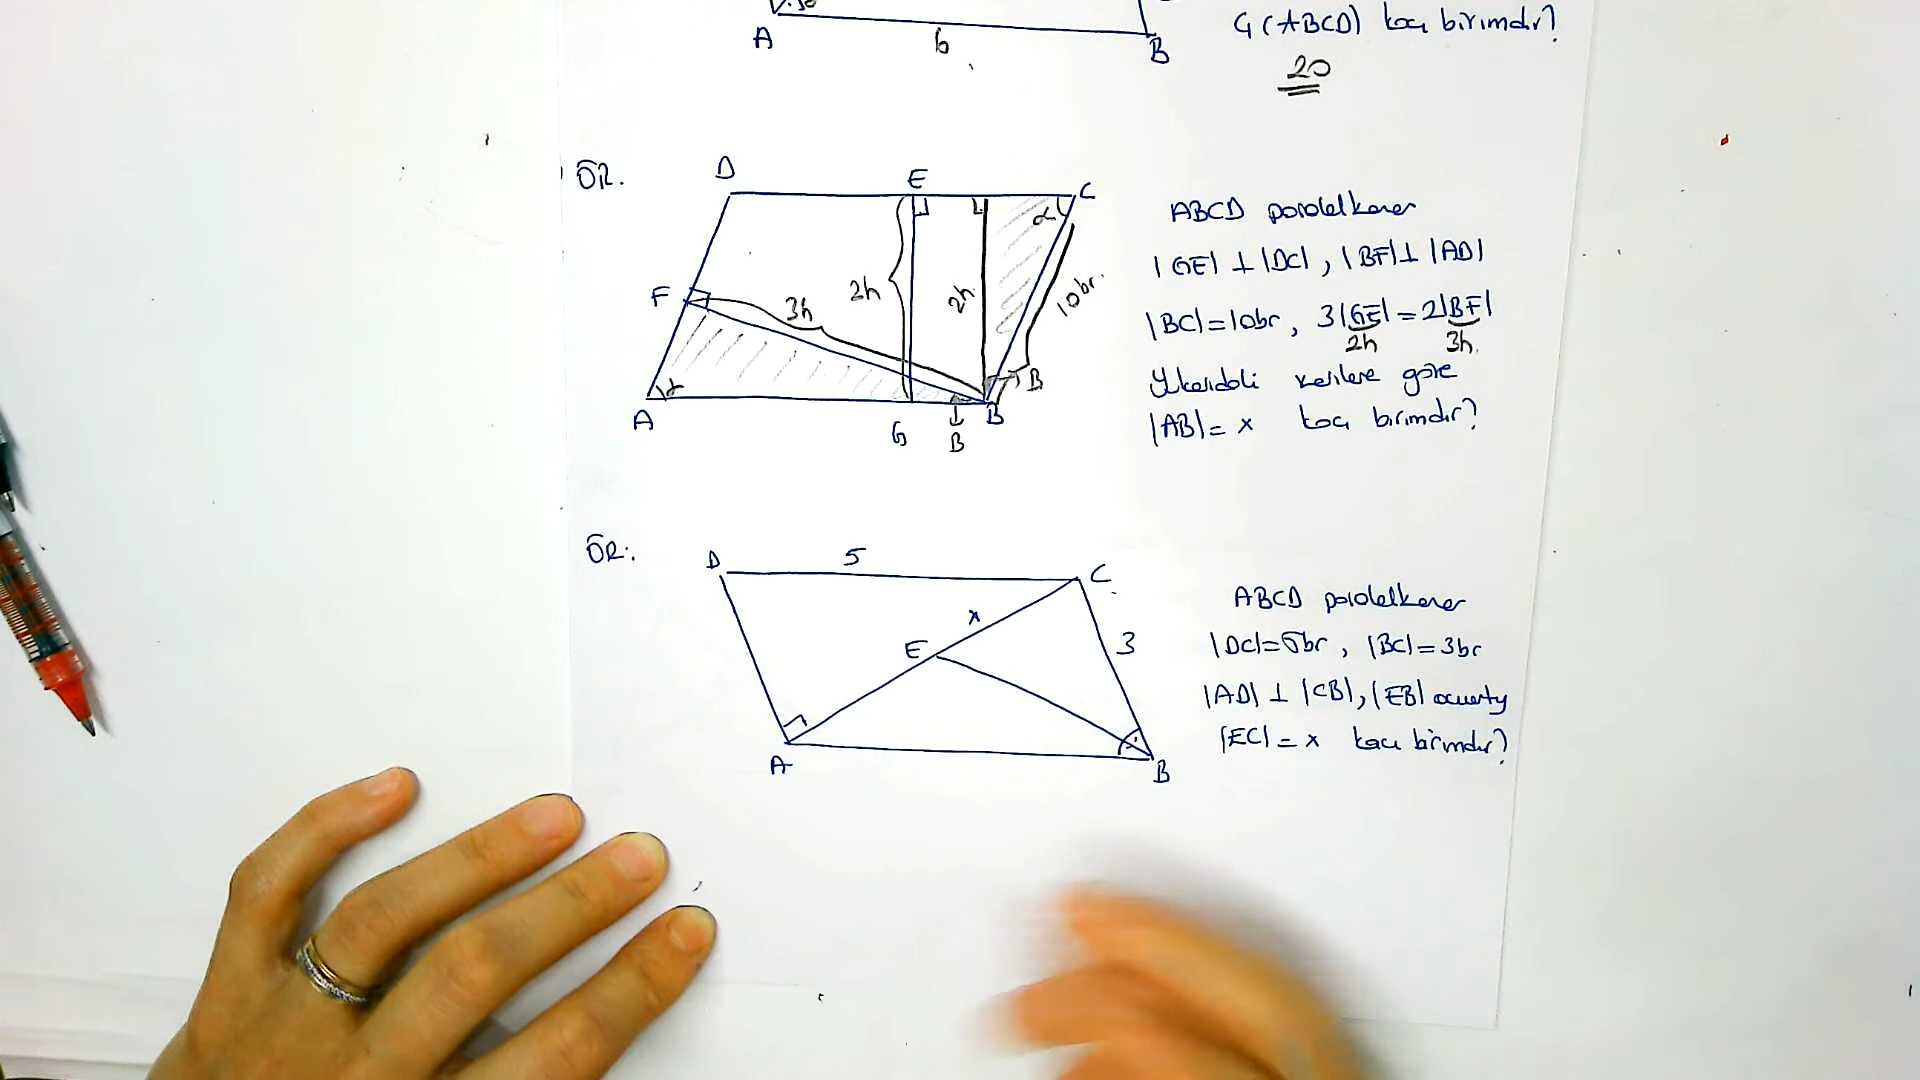 A
6
B
G(ABCD) kaç birimdir?
20
ÖR.
D
E
C
α
2h
2h
10br.
F
3h
α
B
A
G
B
B
ABCD paralelkenar
|GE| ⊥ |DC|, |BF| ⊥ |AD|
|BC|=10br, 3|GE|=2|BF|
2h 3h.
Yukarıdaki verilere göre
|AB|= x kaç birimdir?
ÖR:.
D
5
C
x
E
3
A
B
ABCD paralelkenar
|DC|=5br, |BC|=3br
|AD| ⊥ |CB|, |EB| açıorty
|EC| = x kaç birimdir?